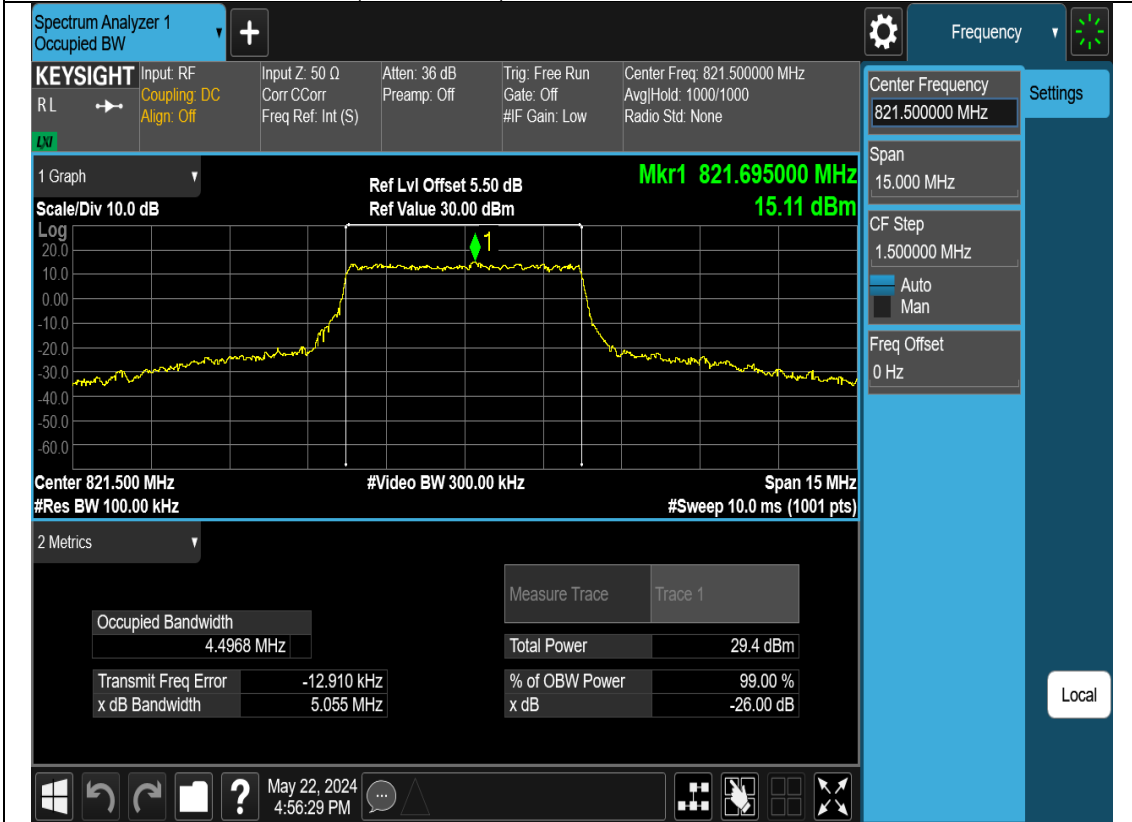 Spectrum Analyzer 1
Occupied BW
+
Frequency
KEYSIGHT
R L
LXI
Input: RF
Coupling: DC
Align: Off
Input Z: 50 Ω
Corr CCorr
Freq Ref: Int (S)
Atten: 36 dB
Preamp: Off
Trig: Free Run
Gate: Off
#IF Gain: Low
Center Freq: 821.500000 MHz
Avg|Hold: 1000/1000
Radio Std: None
Center Frequency
821.500000 MHz
Settings
Span
15.000 MHz
CF Step
1.500000 MHz
Auto
Man
Freq Offset
0 Hz
Local
1 Graph
Scale/Div 10.0 dB
Ref Lvl Offset 5.50 dB
Ref Value 30.00 dBm
Mkr1 821.695000 MHz
15.11 dBm
Log
1
20.0
10.0
0.00
-10.0
-20.0
-30.0
-40.0
-50.0
-60.0
Center 821.500 MHz
#Video BW 300.00 kHz
Span 15 MHz
#Res BW 100.00 kHz
#Sweep 10.0 ms (1001 pts)
2 Metrics
Measure Trace Trace 1
Occupied Bandwidth
4.4968 MHz
Total Power 29.4 dBm
Transmit Freq Error -12.910 kHz
% of OBW Power 99.00 %
x dB Bandwidth 5.055 MHz
x dB -26.00 dB
?
May 22, 2024
4:56:29 PM